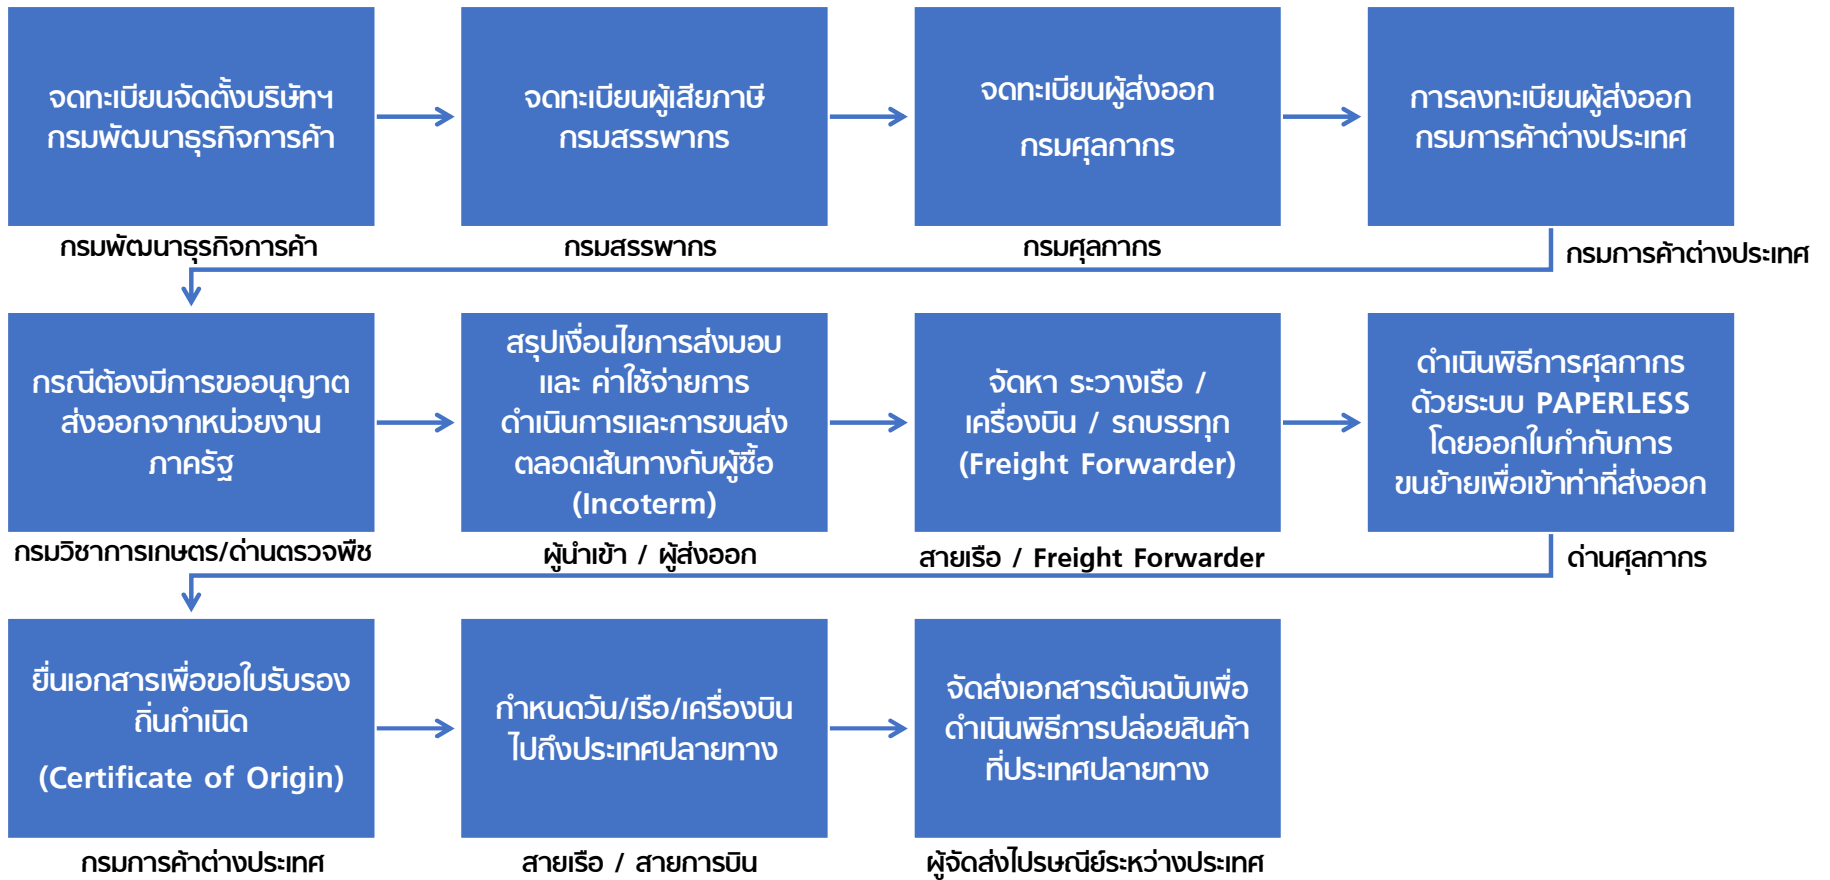 จดทะเบียนจัดตั้งบริษัทฯ
กรมพัฒนาธุรกิจการค้า
กรมพัฒนาธุรกิจการค้า
จดทะเบียนผู้เสียภาษี
กรมสรรพากร
กรมสรรพากร
จดทะเบียนผู้ส่งออก
กรมศุลกากร
กรมศุลกากร
การลงทะเบียนผู้ส่งออก
กรมการค้าต่างประเทศ
กรมการค้าต่างประเทศ
กรณีต้องมีการขออนุญาต
ส่งออกจากหน่วยงาน
ภาครัฐ
กรมวิชาการเกษตร/ด่านตรวจพืช
สรุปเงื่อนไขการส่งมอบ
และ ค่าใช้จ่ายการ
ดำเนินการและการขนส่ง
ตลอดเส้นทางกับผู้ซื้อ
(Incoterm)
ผู้นำเข้า / ผู้ส่งออก
จัดหา ระวางเรือ /
เครื่องบิน / รถบรรทุก
(Freight Forwarder)
สายเรือ / Freight Forwarder
ดำเนินพิธีการศุลกากร
ด้วยระบบ PAPERLESS
โดยออกใบกำกับการ
ขนย้ายเพื่อเข้าท่าที่ส่งออก
ด่านศุลกากร
ยื่นเอกสารเพื่อขอใบรับรอง
ถิ่นกำเนิด
(Certificate of Origin)
กรมการค้าต่างประเทศ
กำหนดวัน/เรือ/เครื่องบิน
ไปถึงประเทศปลายทาง
สายเรือ / สายการบิน
จัดส่งเอกสารต้นฉบับเพื่อ
ดำเนินพิธีการปล่อยสินค้า
ที่ประเทศปลายทาง
ผู้จัดส่งไปรษณีย์ระหว่างประเทศ